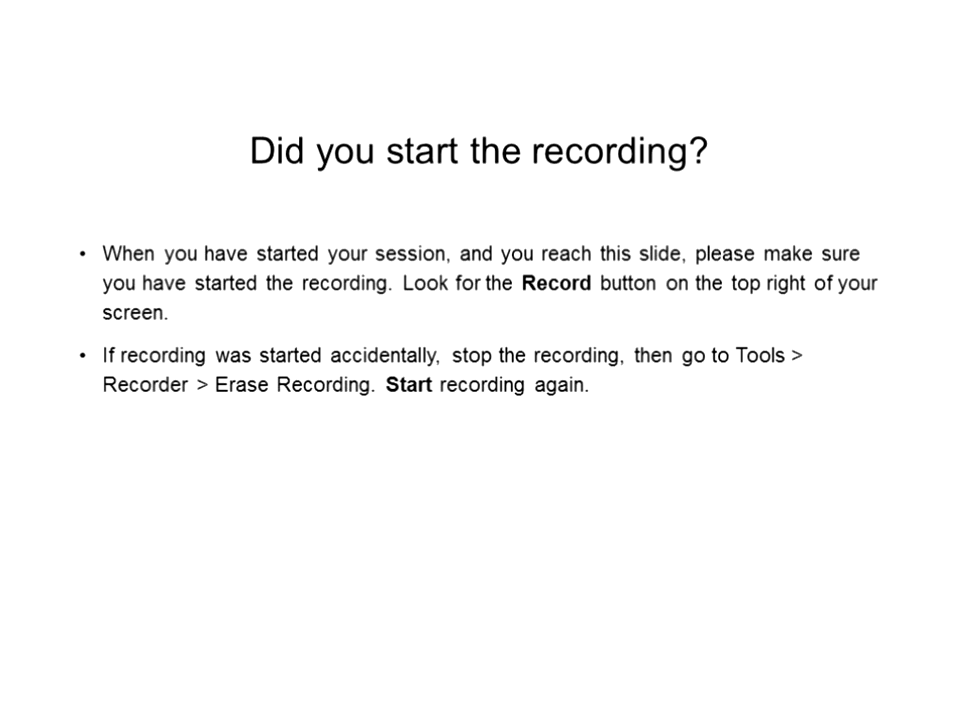 Did you start the recording?
• When you have started your session, and you reach this slide, please make sure
you have started the recording. Look for the Record button on the top right of your
screen.
• If recording was started accidentally, stop the recording, then go to Tools >
Recorder > Erase Recording. Start recording again.